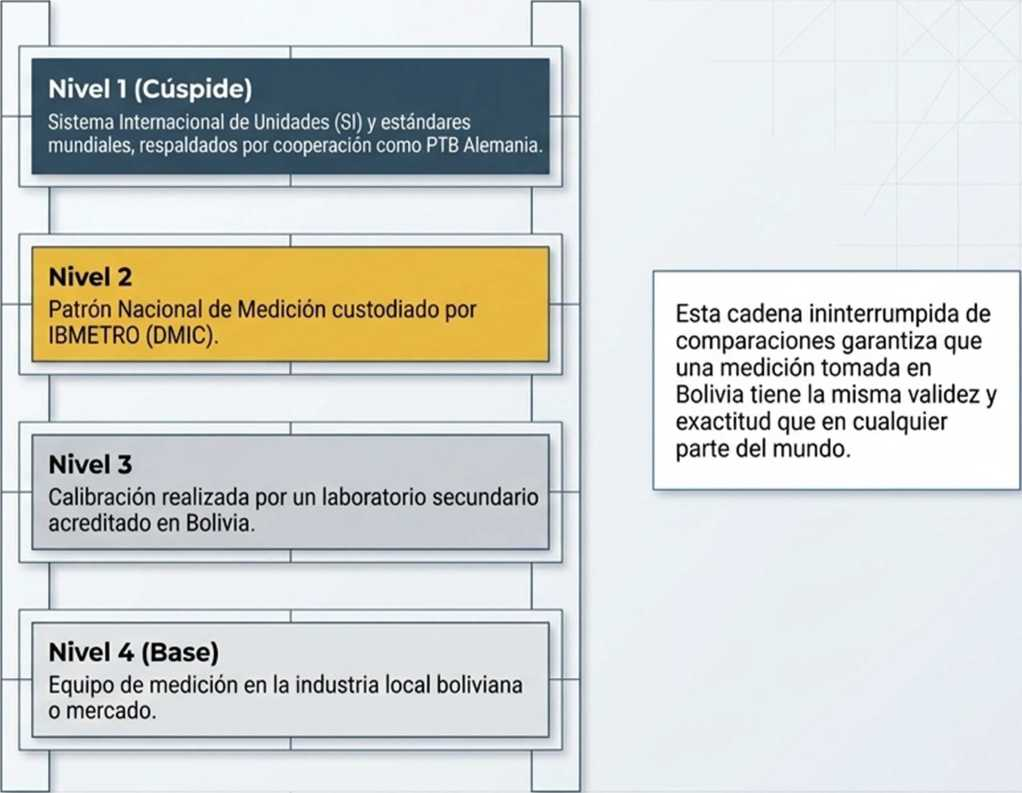 Nivel 1 (Cúspide)
Sistema Internacional de Unidades (SI) y estándares
mundiales, respaldados por cooperación como PTB Alemania.
Nivel 2
Patrón Nacional de Medición custodiado por
IBMETRO (DMIC).
Nivel 3
Calibración realizada por un laboratorio secundario
acreditado en Bolivia.
Nivel 4 (Base)
Equipo de medición en la industria local boliviana
o mercado.
Esta cadena ininterrumpida de
comparaciones garantiza que
una medición tomada en
Bolivia tiene la misma validez y
exactitud que en cualquier
parte del mundo.